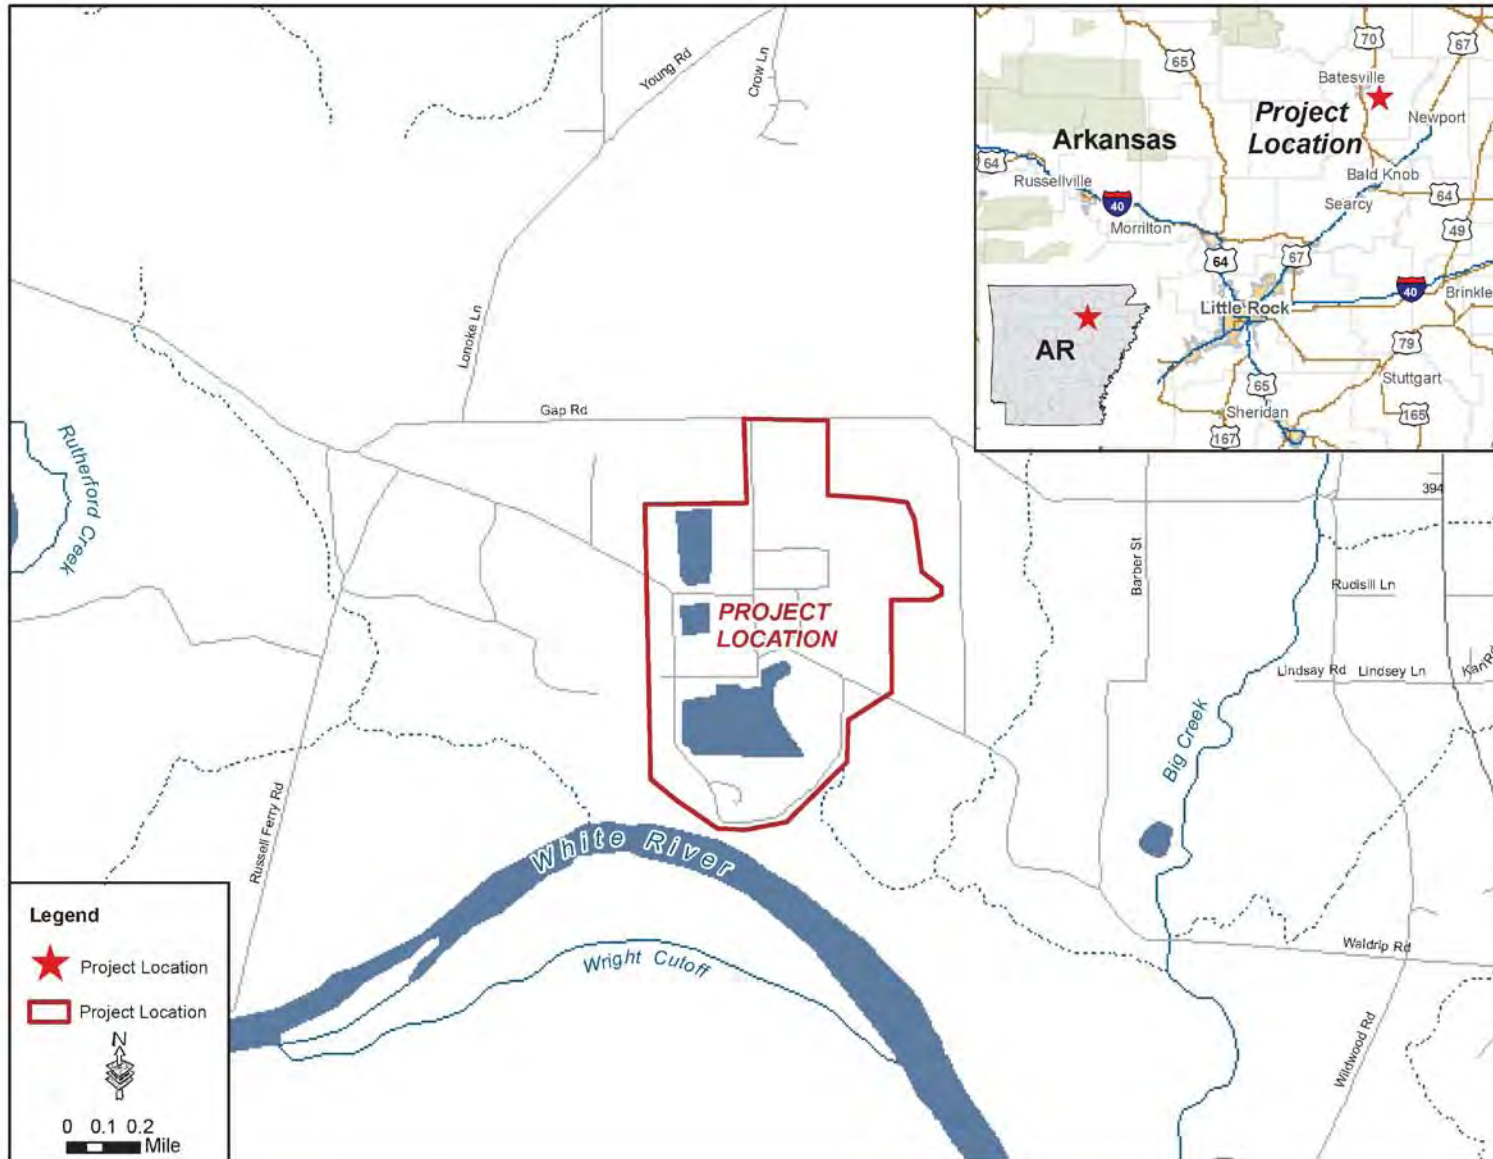 Young Rd
Crow Ln
Lonoke Ln
Gap Rd
Rutherford Creek
PROJECT
LOCATION
Russell Ferry Rd
White River
Wright Cutoff
Big Creek
Barber St
394
Rudisill Ln
Lindsay Rd
Lindsey Ln
Waldrip Rd
Wildwood Rd
65
70
67
Batesville
Project
Location
Newport
Arkansas
64
Russellville
40
Morrilton
Bald Knob
Searcy
64
49
64
67
40
Brinkle
Little Rock
AR
79
Stuttgart
65
Sheridan
165
167
Legend
Project Location
Project Location
N
0 0.1 0.2
Mile